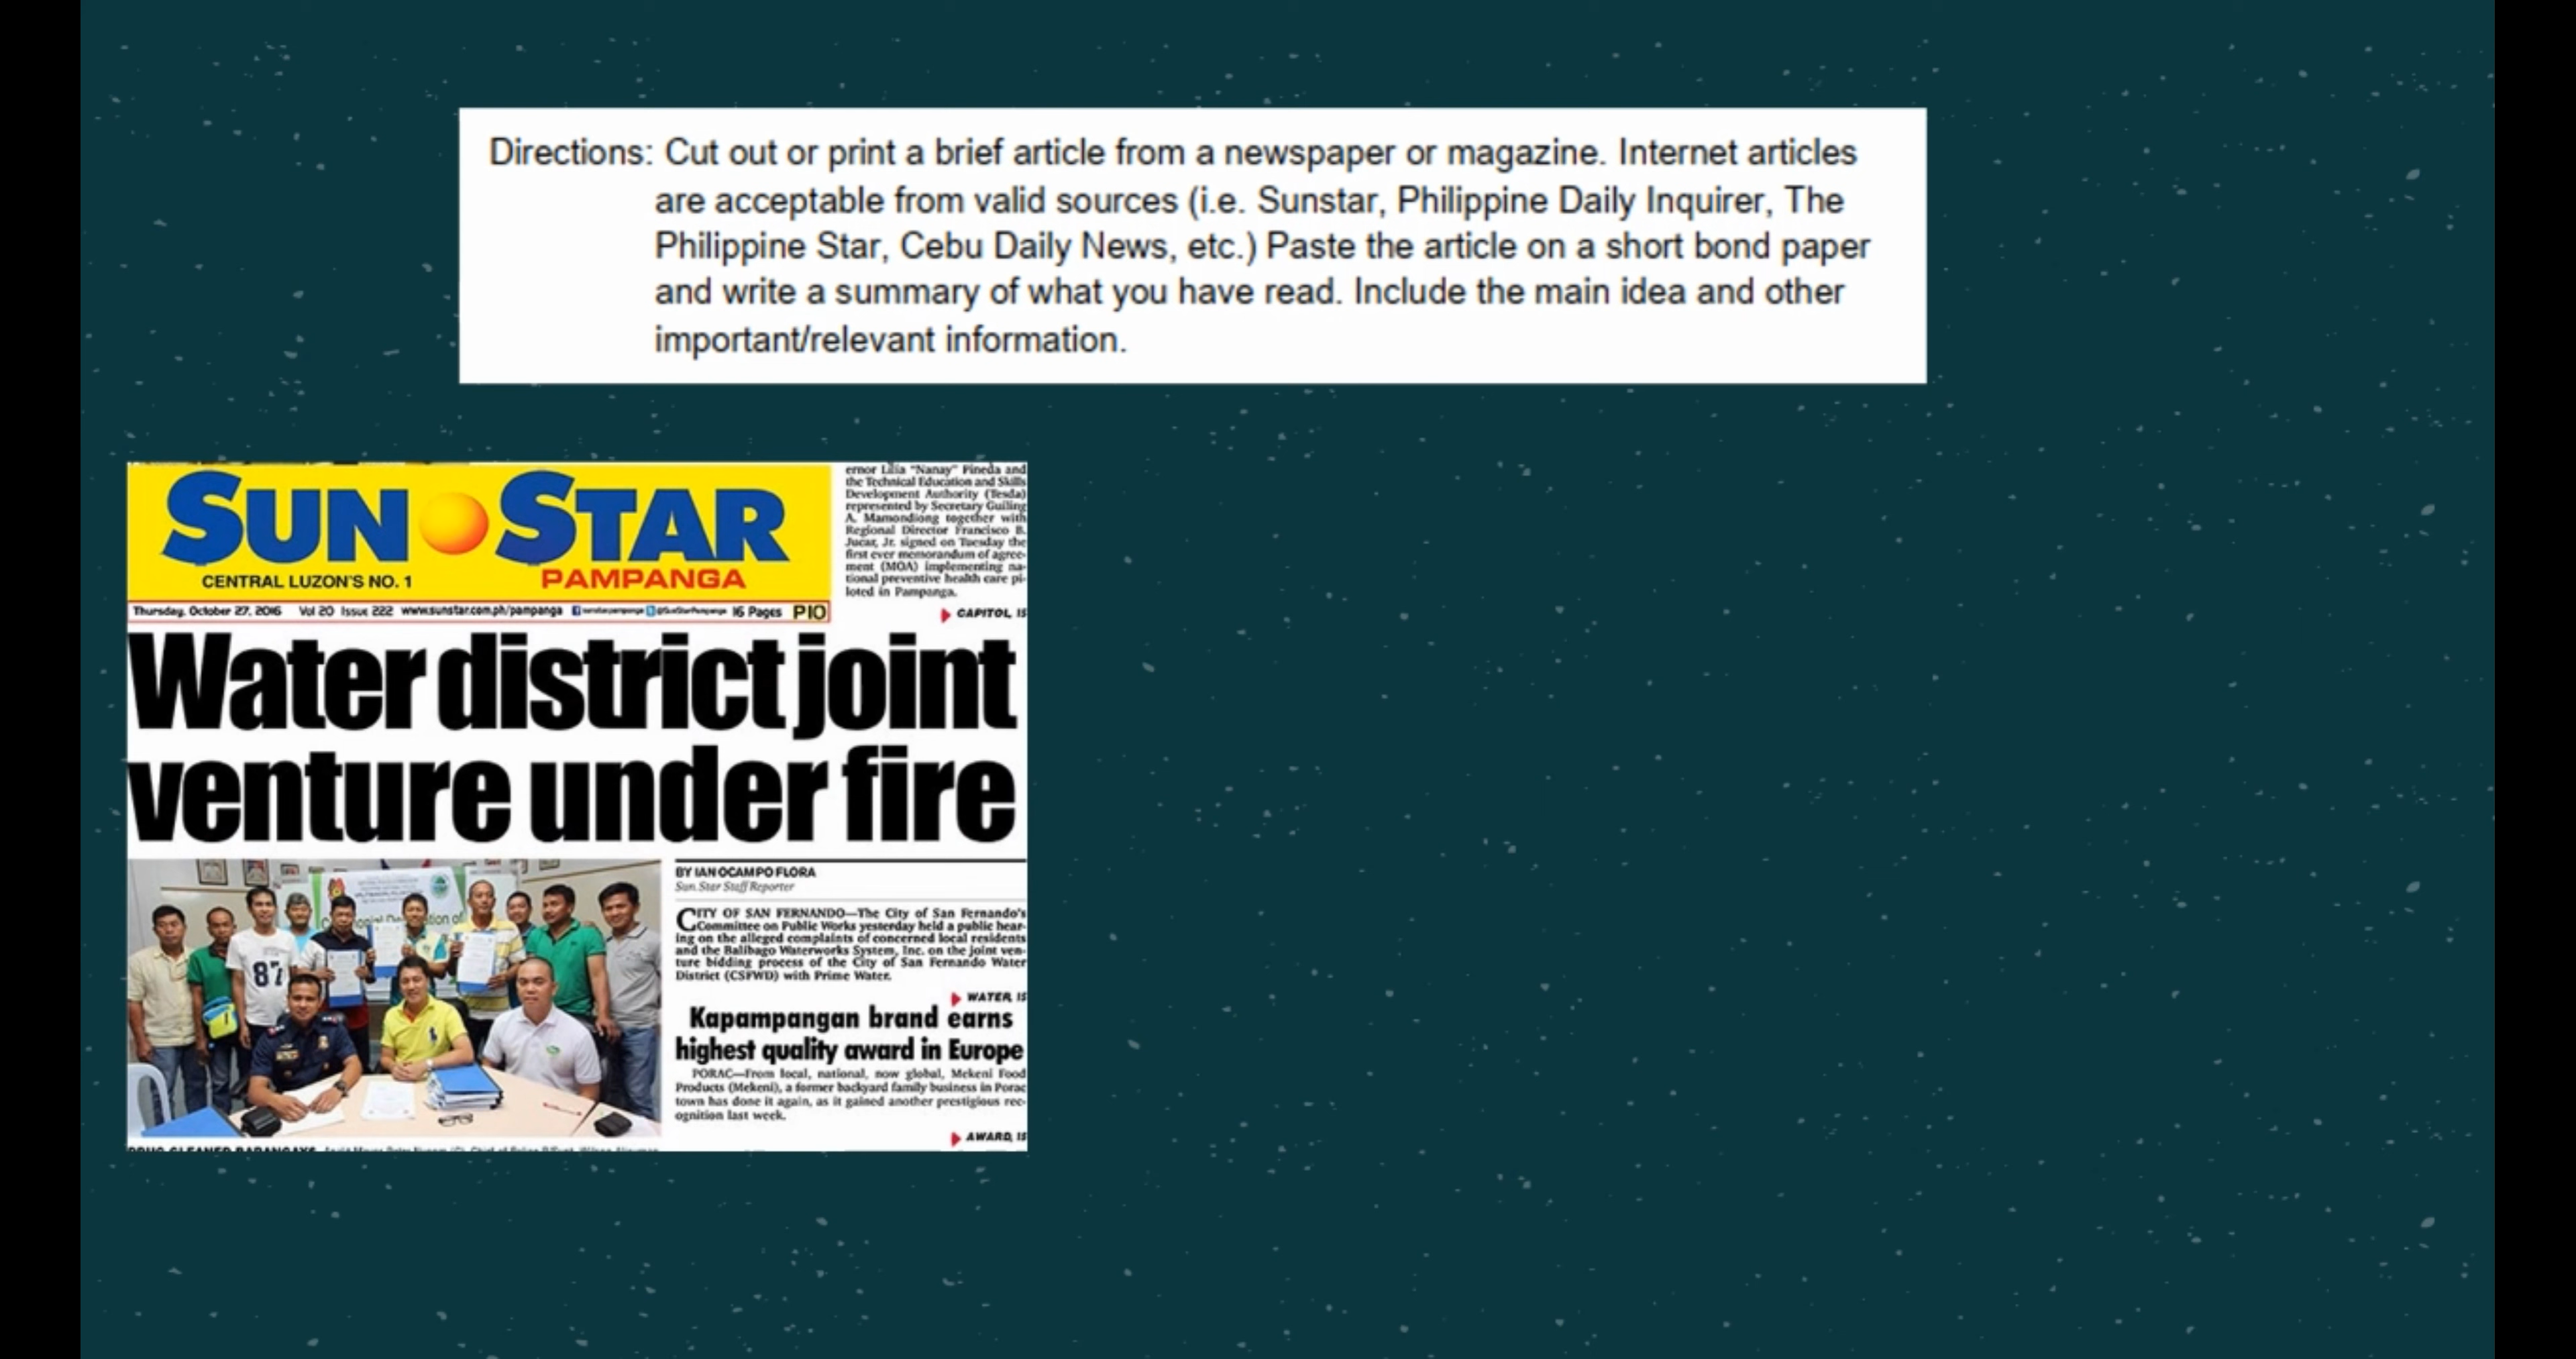 Directions: Cut out or print a brief article from a newspaper or magazine. Internet articles
are acceptable from valid sources (i.e. Sunstar, Philippine Daily Inquirer, The
Philippine Star, Cebu Daily News, etc.) Paste the article on a short bond paper
and write a summary of what you have read. Include the main idea and other
important/relevant information.
SUN STAR
CENTRAL LUZON'S NO. 1
PAMPANGA
Thursday, October 27, 2016 Vol 20 Issue 222 www.sunstar.com.ph/pampanga 16 Pages P10
ernor Lilia "Nanay" Pineda and
the Technical Education and Skills
Development Authority (Tesda)
represented by Secretary Guiling
A. Mamondiong together with
Regional Director Francisco B.
Jucar, Jr. signed on Tuesday the
first ever memorandum of agree-
ment (MOA) implementing na-
tional preventive health care pi-
loted in Pampanga.
CAPITOL, 15
Water district joint
venture under fire
87
BY IAN OCAMPO FLORA
Sun.Star Staff Reporter
CITY OF SAN FERNANDO—The City of San Fernando's
Committee on Public Works yesterday held a public hear-
ing on the alleged complaints of concerned local residents
and the Balibago Waterworks System, Inc. on the joint ven-
ture bidding process of the City of San Fernando Water
District (CSFWD) with Prime Water.
WATER, 15
Kapampangan brand earns
highest quality award in Europe
PORAC—From local, national, now global, Mekeni Food
Products (Mekeni), a former backyard family business in Porac
town has done it again, as it gained another prestigious rec-
ognition last week.
AWARD, 15